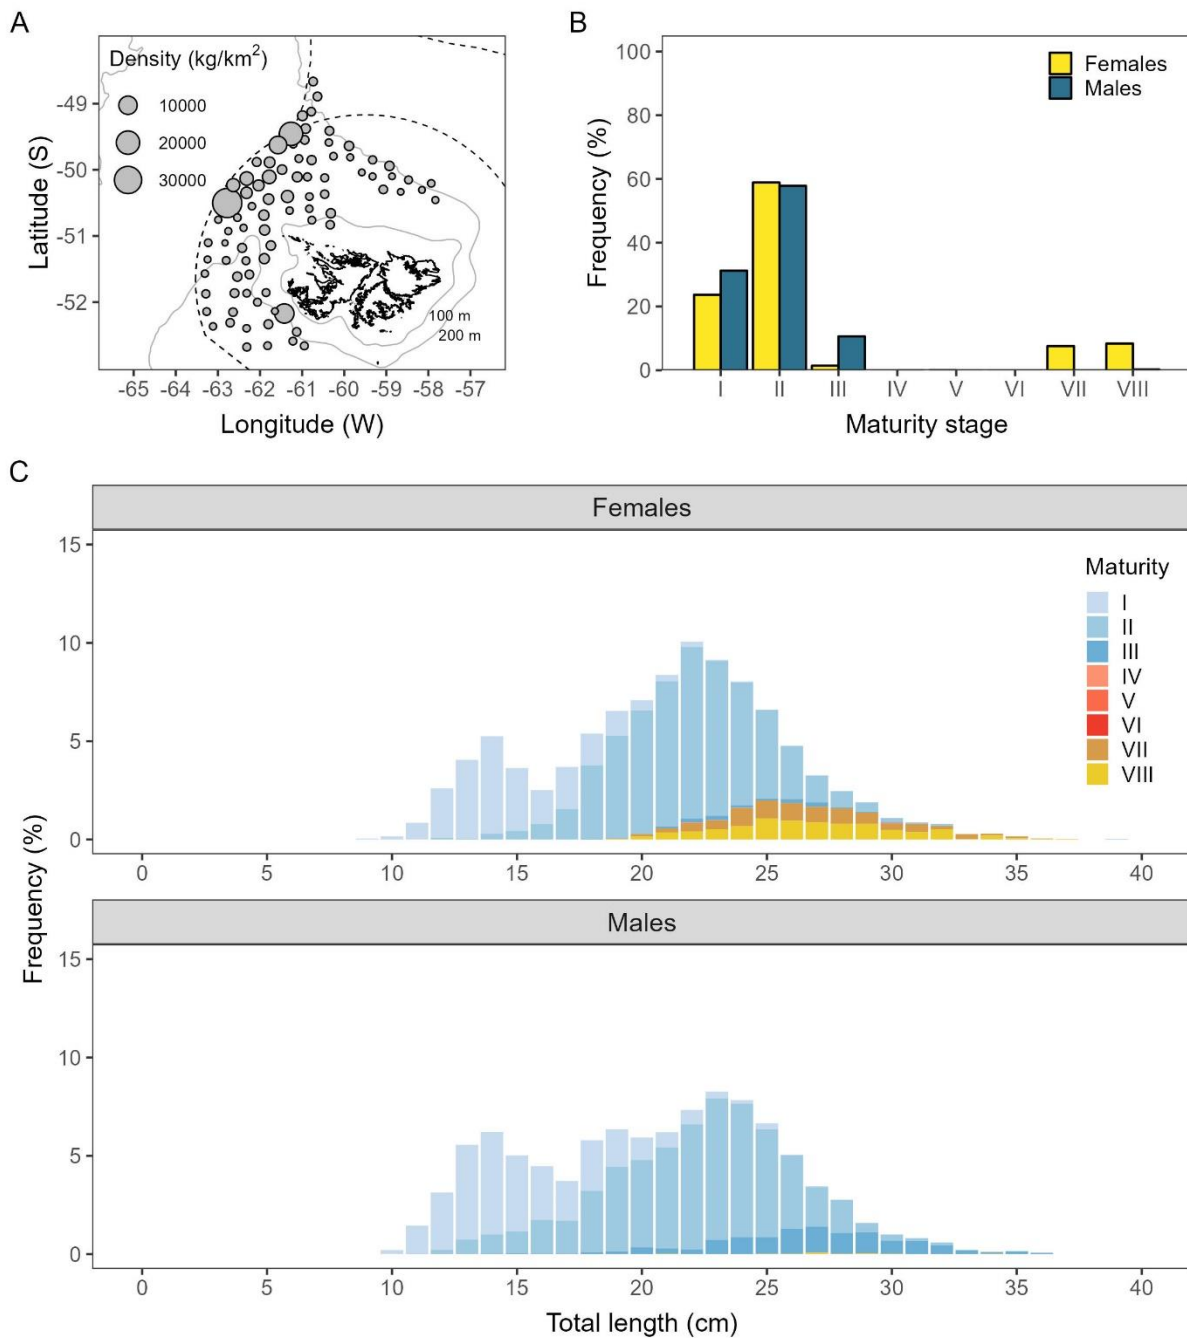 A
Density (kg/km²)
10000
20000
30000
-49
-50
-51
-52
Latitude (S)
100 m
200 m
-65 -64 -63 -62 -61 -60 -59 -58 -57
Longitude (W)
B
100
80
60
40
20
0
Frequency (%)
Females
Males
I II III IV V VI VII VIII
Maturity stage
C
Females
15
10
5
0
Maturity
I
II
III
IV
V
VI
VII
VIII
0 5 10 15 20 25 30 35 40
Frequency (%)
Males
15
10
5
0
0 5 10 15 20 25 30 35 40
Total length (cm)